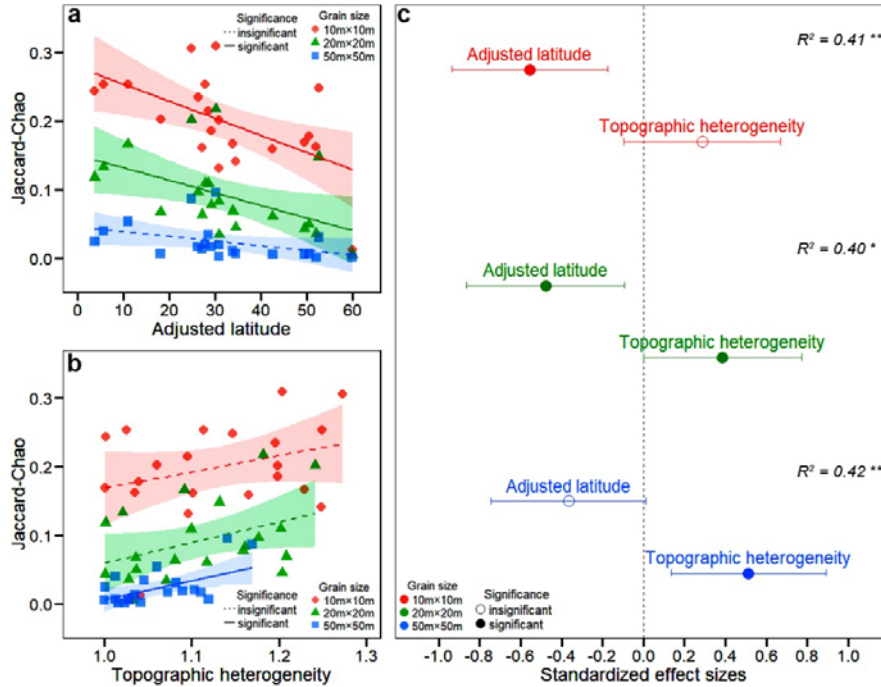 a
Significance
insignificant
significant
Grain size
10m×10m
20m×20m
50m×50m
Jaccard-Chao
0.3
0.2
0.1
0.0
0 10 20 30 40 50 60
Adjusted latitude
b
Jaccard-Chao
0.3
0.2
0.1
0.0
Significance
insignificant
significant
Grain size
10m×10m
20m×20m
50m×50m
1.0 1.1 1.2 1.3
Topographic heterogeneity
c
R² = 0.41 **
Adjusted latitude
Topographic heterogeneity
R² = 0.40 *
Adjusted latitude
Topographic heterogeneity
R² = 0.42 **
Adjusted latitude
Topographic heterogeneity
Grain size
10m×10m
20m×20m
50m×50m
Significance
insignificant
significant
-1.0 -0.8 -0.6 -0.4 -0.2 0.0 0.2 0.4 0.6 0.8 1.0
Standardized effect sizes